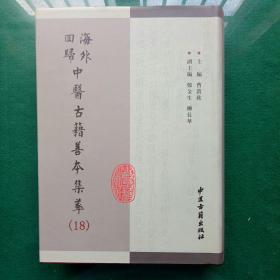 海外
回歸
中醫古籍善本集萃
(18)
★ 主編 曹洪欣
★ 副主編 鄭金生 柳長華
中医古籍出版社